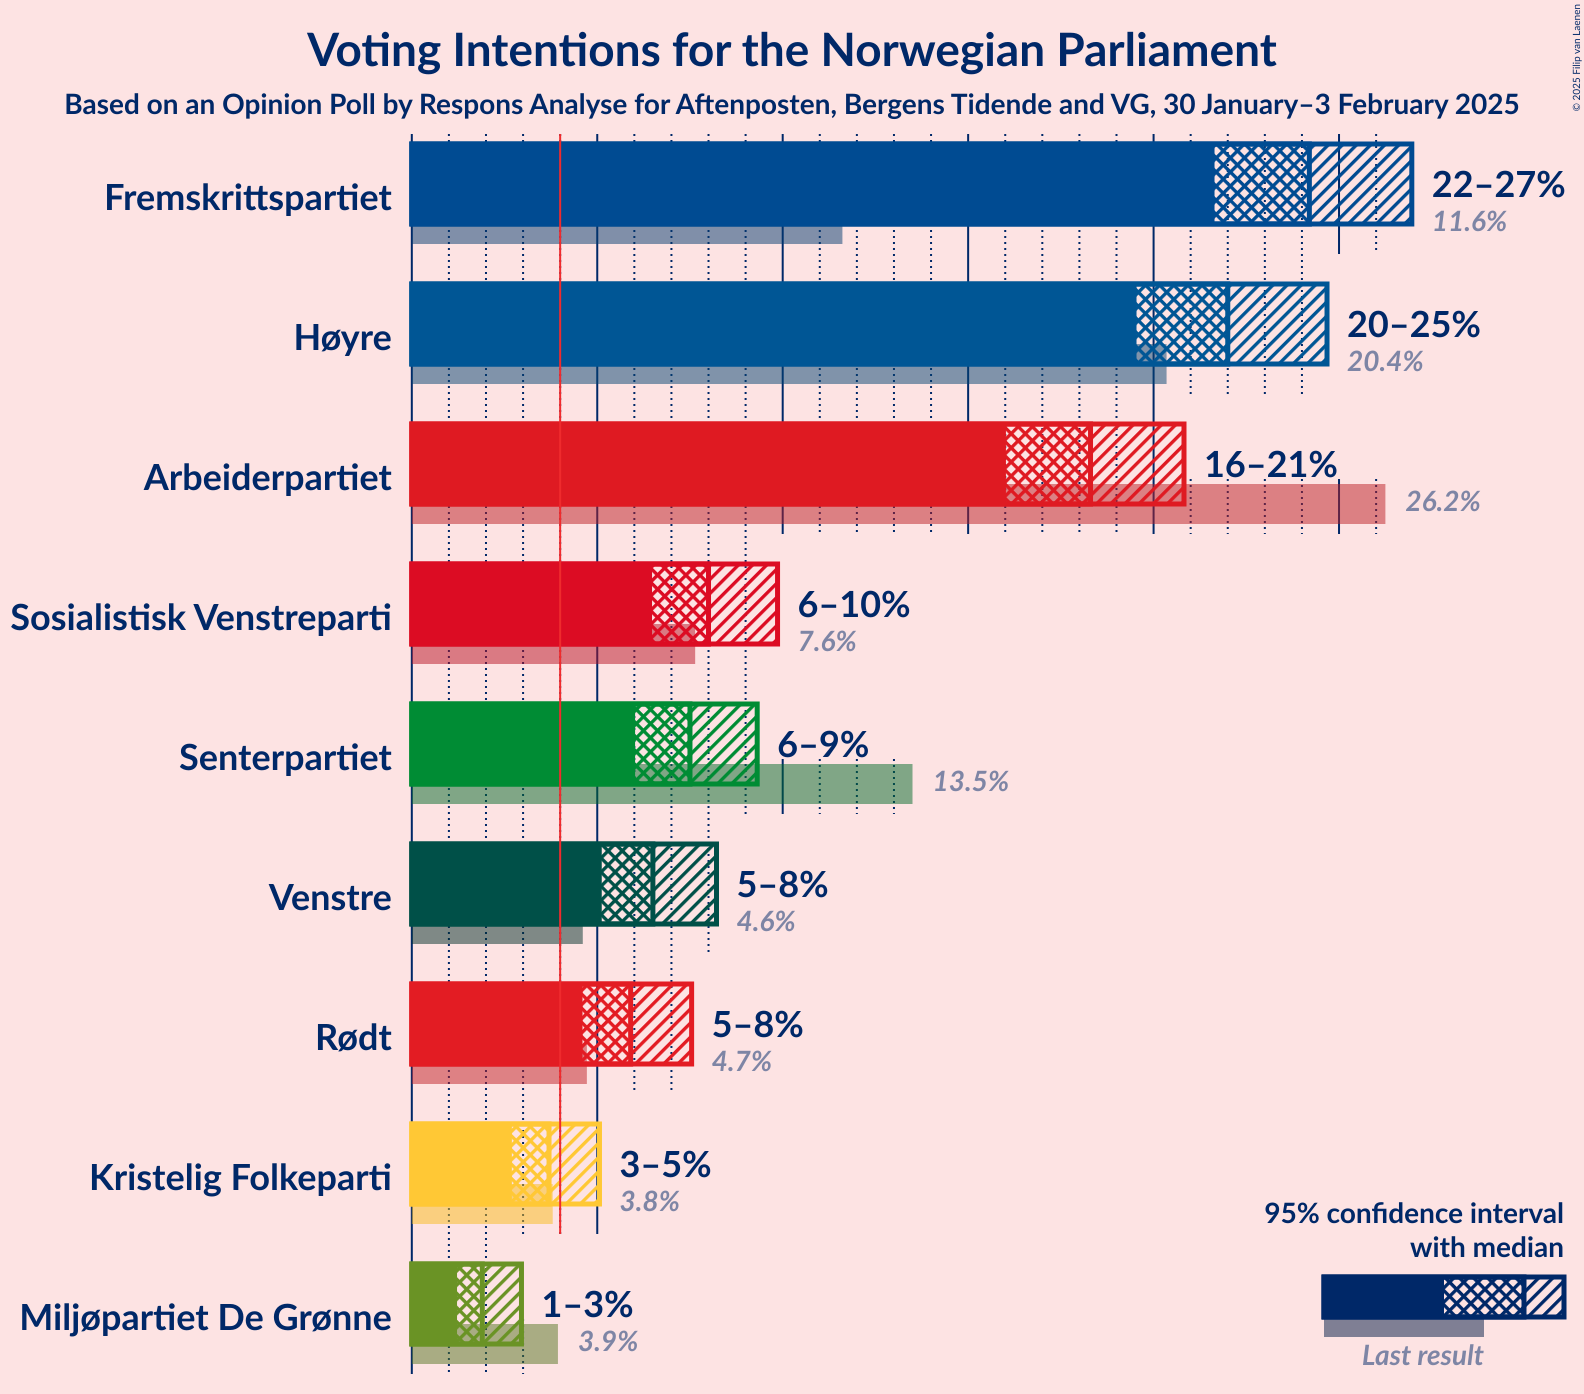 Voting Intentions for the Norwegian Parliament
Based on an Opinion Poll by Respons Analyse for Aftenposten, Bergens Tidende and VG, 30 January–3 February 2025
© 2025 Filip van Laenen
Fremskrittspartiet
22–27%
11.6%
Høyre
20–25%
20.4%
Arbeiderpartiet
16–21%
26.2%
Sosialistisk Venstreparti
6–10%
7.6%
Senterpartiet
6–9%
13.5%
Venstre
5–8%
4.6%
Rødt
5–8%
4.7%
Kristelig Folkeparti
3–5%
3.8%
Miljøpartiet De Grønne
1–3%
3.9%
95% confidence interval
with median
Last result